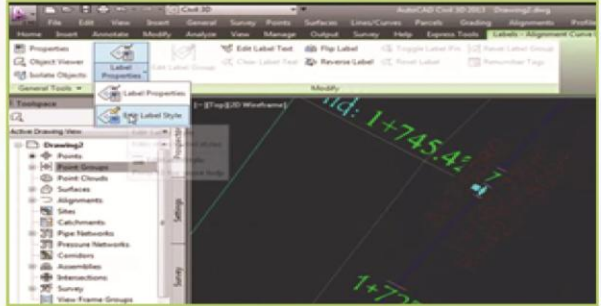 Civil 3D AutoCAD Civil 3D 2013 Drawing2.dwg
File Edit View Insert General Survey Points Surfaces Lines/Curves Parcels Grading Alignments Profile
Home Insert Annotate Modify Analyze View Manage Output Survey Help Express Tools Labels - Alignment Curve
Properties
Object Viewer
Isolate Objects
General Tools
Label Properties
Edit Label Group
Edit Label Text
Clear Label Text
Flip Label
Reverse Label
Toggle Label Pin
Reset Label
Reset Label Group
Renumber Tags
Modify
Label Properties
Edit Label Style
Toolspace
[-][Top][2D Wireframe]
Active Drawing View
Drawing2
Points
Point Groups
Point Clouds
Surfaces
Alignments
Sites
Catchments
Pipe Networks
Pressure Networks
Corridors
Assemblies
Intersections
Survey
View Frame Groups
Prospector
Settings
Survey
nd: 1+745.42